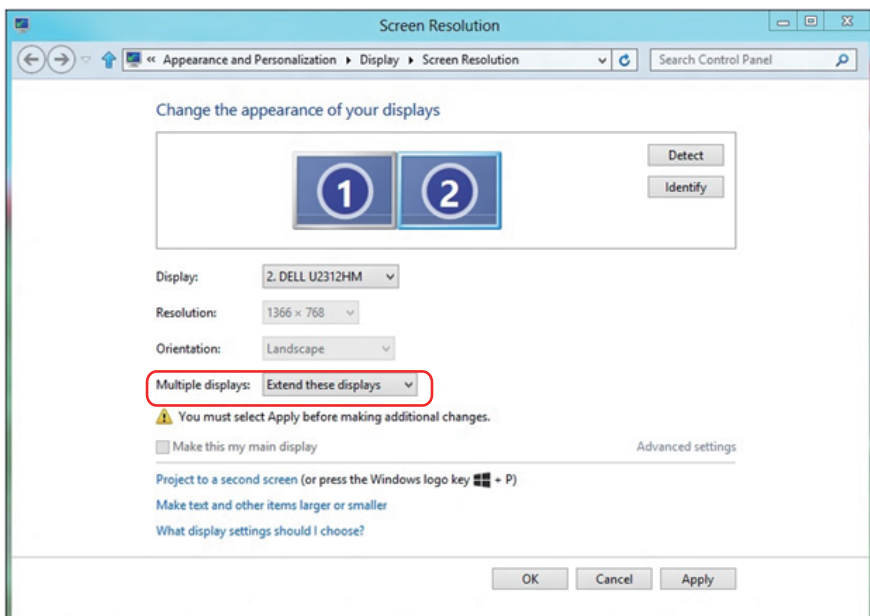 Screen Resolution
« Appearance and Personalization ▸ Display ▸ Screen Resolution
Search Control Panel
Change the appearance of your displays
1 2
Detect
Identify
Display: 2. DELL U2312HM
Resolution: 1366 × 768
Orientation: Landscape
Multiple displays: Extend these displays
You must select Apply before making additional changes.
Make this my main display Advanced settings
Project to a second screen (or press the Windows logo key + P)
Make text and other items larger or smaller
What display settings should I choose?
OK Cancel Apply